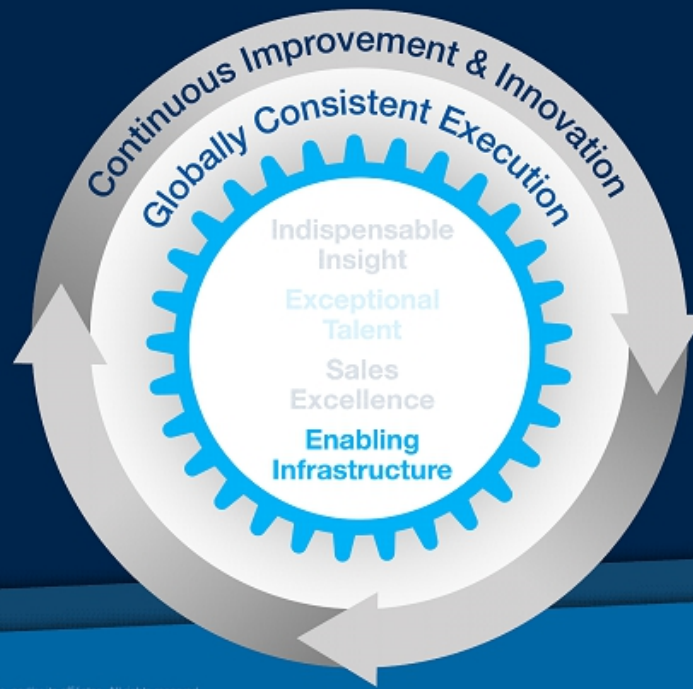 Continuous Improvement & Innovation
Globally Consistent Execution
Indispensable
Insight
Exceptional
Talent
Sales
Excellence
Enabling
Infrastructure